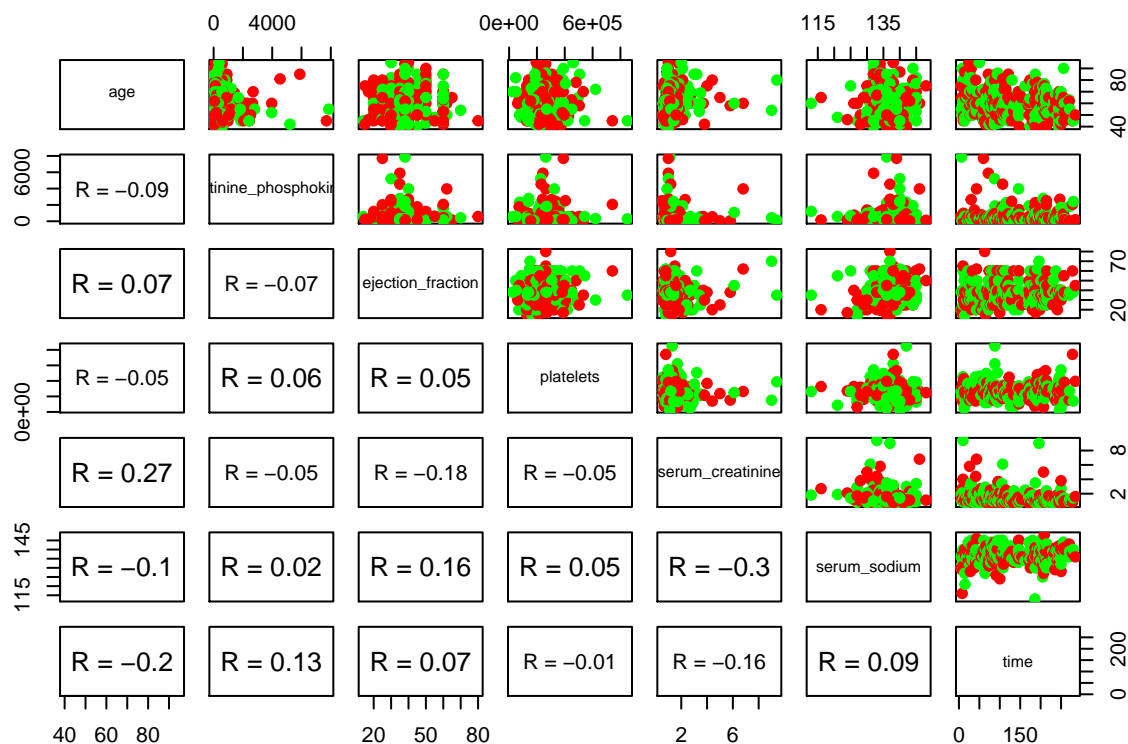 0 4000 0e+00 6e+05 115 135
age 40 80
0 6000 R = −0.09 tinine_phosphokin
R = 0.07 R = −0.07 ejection_fraction 20 70
0e+00 R = −0.05 R = 0.06 R = 0.05 platelets
R = 0.27 R = −0.05 R = −0.18 R = −0.05 serum_creatinine 2 8
115 145 R = −0.1 R = 0.02 R = 0.16 R = 0.05 R = −0.3 serum_sodium
R = −0.2 R = 0.13 R = 0.07 R = −0.01 R = −0.16 R = 0.09 time 0 200
40 60 80 20 50 80 2 6 0 150